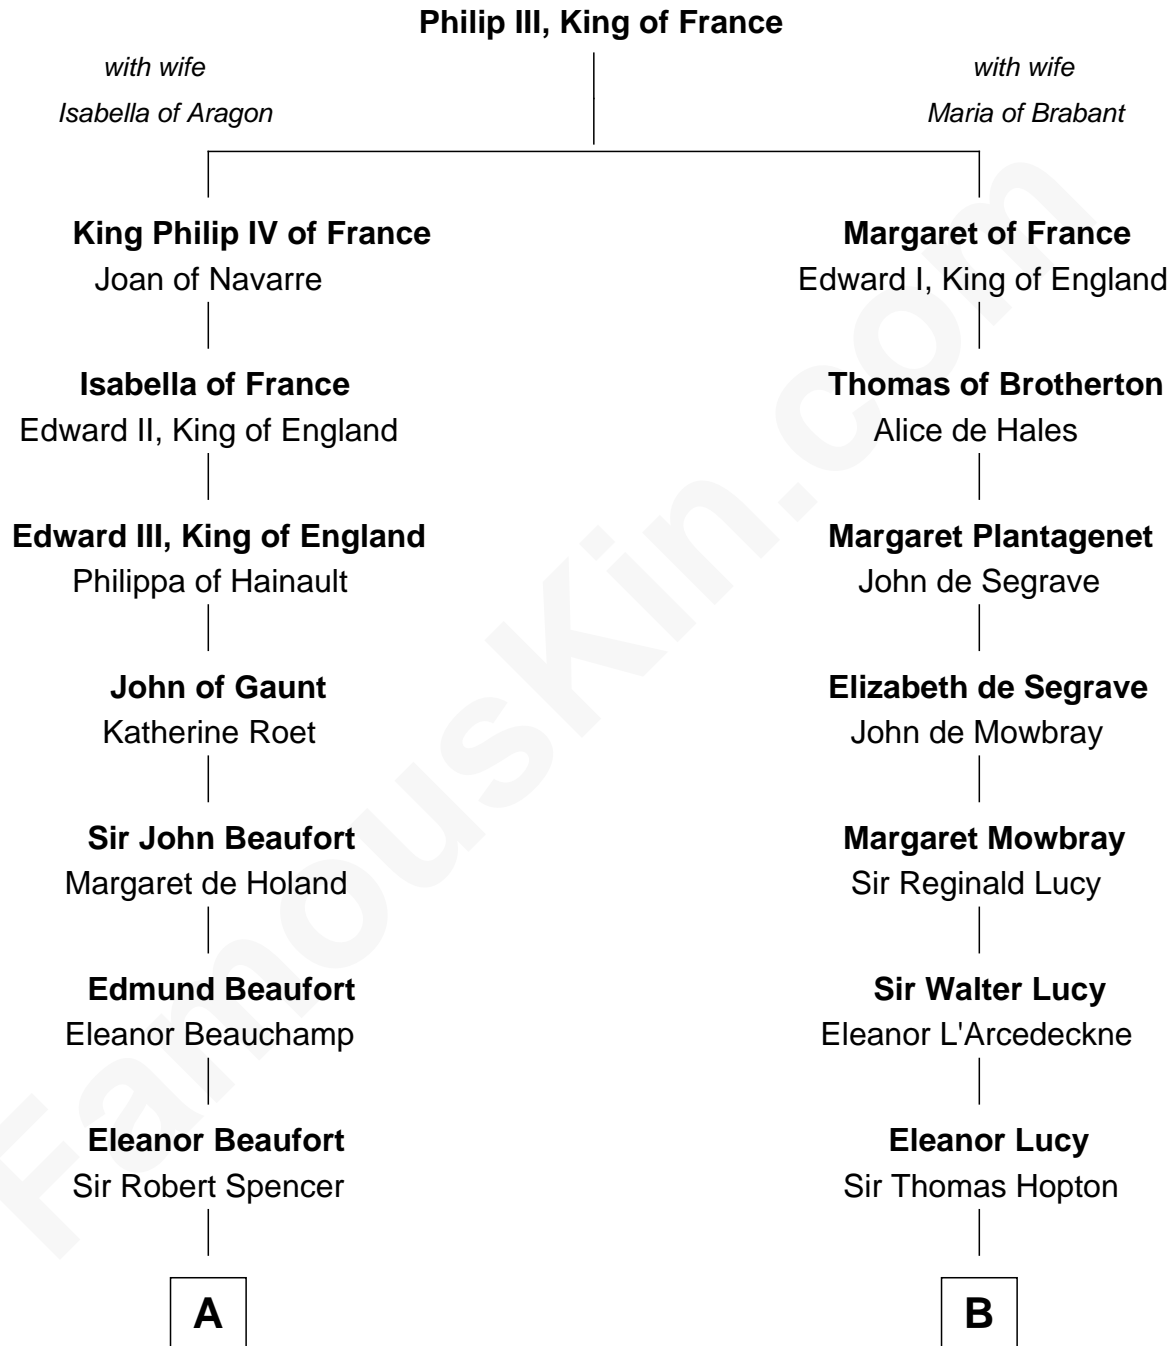 Philip III, King of France
with wife
Isabella of Aragon
with wife
Maria of Brabant
King Philip IV of France
Joan of Navarre
Margaret of France
Edward I, King of England
Isabella of France
Edward II, King of England
Thomas of Brotherton
Alice de Hales
Edward III, King of England
Philippa of Hainault
Margaret Plantagenet
John de Segrave
John of Gaunt
Katherine Roet
Elizabeth de Segrave
John de Mowbray
Sir John Beaufort
Margaret de Holand
Margaret Mowbray
Sir Reginald Lucy
Edmund Beaufort
Eleanor Beauchamp
Sir Walter Lucy
Eleanor L'Arcedeckne
Eleanor Beaufort
Sir Robert Spencer
Eleanor Lucy
Sir Thomas Hopton
A
B
FamousKin.com